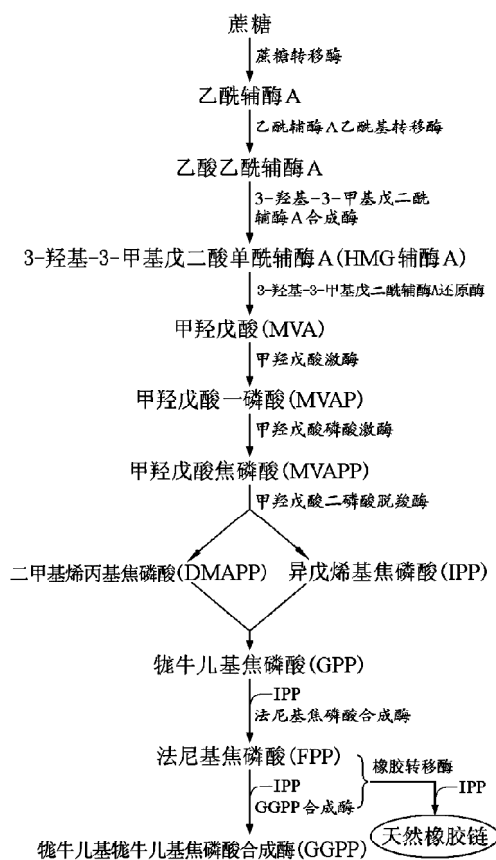 蔗糖
蔗糖转移酶
乙酰辅酶A
乙酰辅酶A乙酰基转移酶
乙酸乙酰辅酶A
3-羟基-3-甲基戊二酰
辅酶A合成酶
3-羟基-3-甲基戊二酸单酰辅酶A(HMG辅酶A)
3-羟基-3-甲基戊二酰辅酶A还原酶
甲羟戊酸(MVA)
甲羟戊酸激酶
甲羟戊酸一磷酸(MVAP)
甲羟戊酸磷酸激酶
甲羟戊酸焦磷酸(MVAPP)
甲羟戊酸二磷酸脱羧酶
二甲基烯丙基焦磷酸(DMAPP) 异戊烯基焦磷酸(IPP)
牻牛儿基焦磷酸(GPP)
IPP
法尼基焦磷酸合成酶
法尼基焦磷酸(FPP)
橡胶转移酶
IPP
IPP
GGPP合成酶
天然橡胶链
牻牛儿基牻牛儿基焦磷酸合成酶(GGPP)